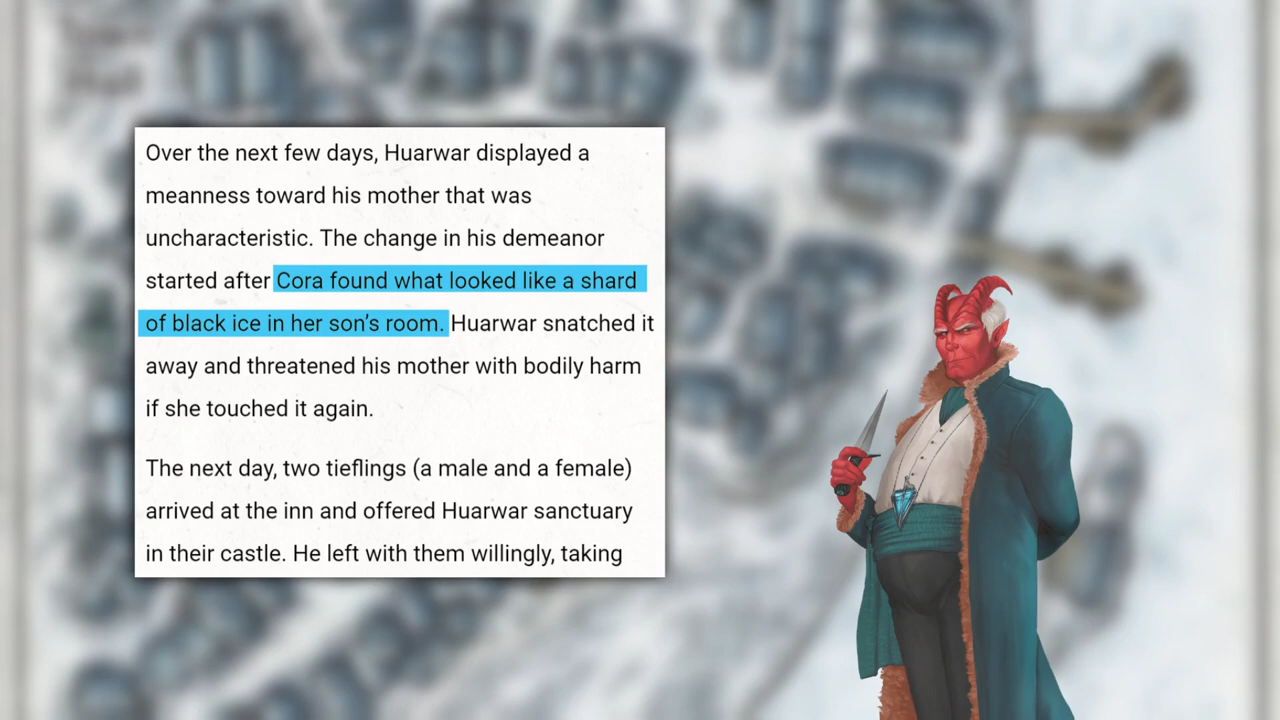 Over the next few days, Huarwar displayed a
meanness toward his mother that was
uncharacteristic. The change in his demeanor
started after Cora found what looked like a shard
of black ice in her son’s room. Huarwar snatched it
away and threatened his mother with bodily harm
if she touched it again.
The next day, two tieflings (a male and a female)
arrived at the inn and offered Huarwar sanctuary
in their castle. He left with them willingly, taking